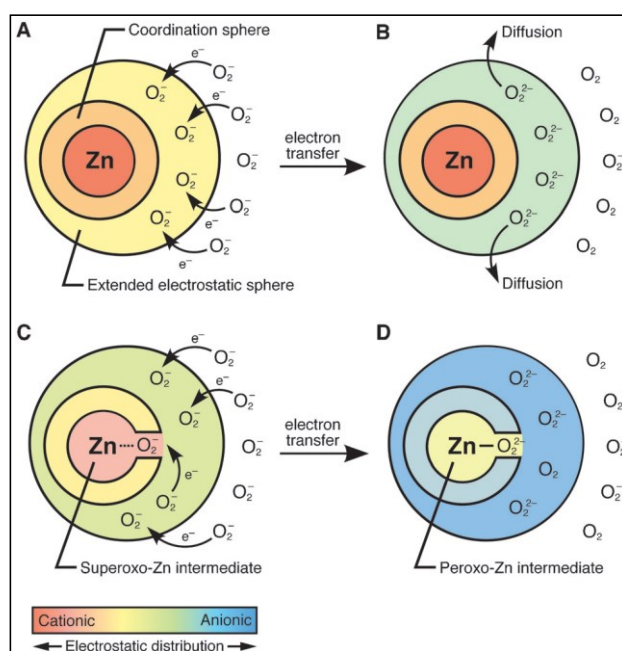 A
Coordination sphere
e⁻
O₂⁻
O₂⁻
e⁻
O₂⁻
O₂⁻
Zn
O₂⁻
O₂⁻
O₂⁻
e⁻
O₂⁻
O₂⁻
e⁻
Extended electrostatic sphere
electron
transfer
B
Diffusion
O₂
O₂²⁻
O₂
O₂²⁻
Zn
O₂
O₂²⁻
O₂
O₂²⁻
O₂
Diffusion
C
e⁻
O₂⁻
O₂⁻
e⁻
O₂⁻
O₂⁻
Zn
O₂⁻
O₂⁻
e⁻
O₂⁻
O₂⁻
O₂⁻
e⁻
O₂⁻
Superoxo-Zn intermediate
electron
transfer
D
O₂
O₂²⁻
O₂
O₂²⁻
Zn
O₂²⁻
O₂
O₂
O₂
O₂²⁻
O₂
Peroxo-Zn intermediate
Cationic
Anionic
Electrostatic distribution